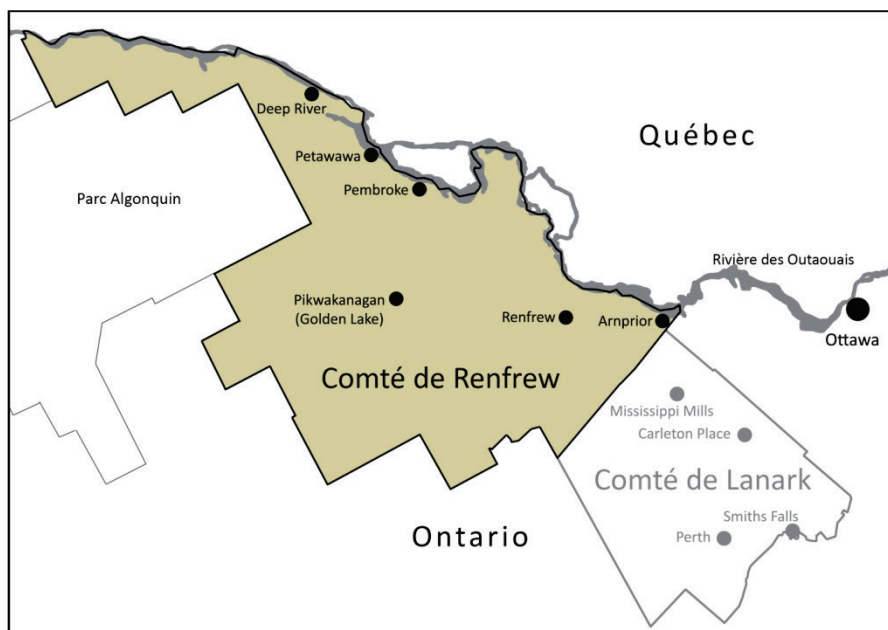 Deep River
Québec
Petawawa
Pembroke
Parc Algonquin
Rivière des Outaouais
Pikwakanagan
(Golden Lake)
Renfrew
Arnprior
Ottawa
Comté de Renfrew
Mississippi Mills
Carleton Place
Comté de Lanark
Smiths Falls
Ontario
Perth